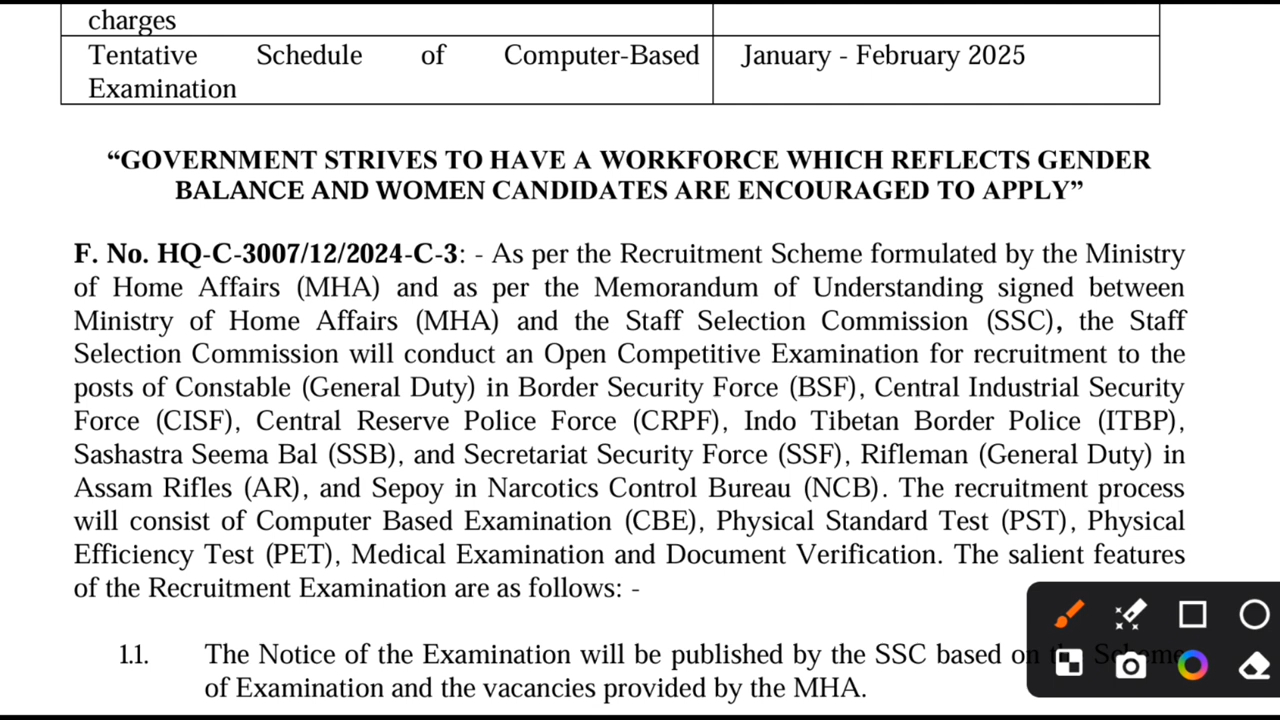 charges
Tentative Schedule of Computer-Based January - February 2025
Examination
“GOVERNMENT STRIVES TO HAVE A WORKFORCE WHICH REFLECTS GENDER
BALANCE AND WOMEN CANDIDATES ARE ENCOURAGED TO APPLY”
F. No. HQ-C-3007/12/2024-C-3: - As per the Recruitment Scheme formulated by the Ministry
of Home Affairs (MHA) and as per the Memorandum of Understanding signed between
Ministry of Home Affairs (MHA) and the Staff Selection Commission (SSC), the Staff
Selection Commission will conduct an Open Competitive Examination for recruitment to the
posts of Constable (General Duty) in Border Security Force (BSF), Central Industrial Security
Force (CISF), Central Reserve Police Force (CRPF), Indo Tibetan Border Police (ITBP),
Sashastra Seema Bal (SSB), and Secretariat Security Force (SSF), Rifleman (General Duty) in
Assam Rifles (AR), and Sepoy in Narcotics Control Bureau (NCB). The recruitment process
will consist of Computer Based Examination (CBE), Physical Standard Test (PST), Physical
Efficiency Test (PET), Medical Examination and Document Verification. The salient features
of the Recruitment Examination are as follows: -
1.1. The Notice of the Examination will be published by the SSC based on the Scheme
of Examination and the vacancies provided by the MHA.